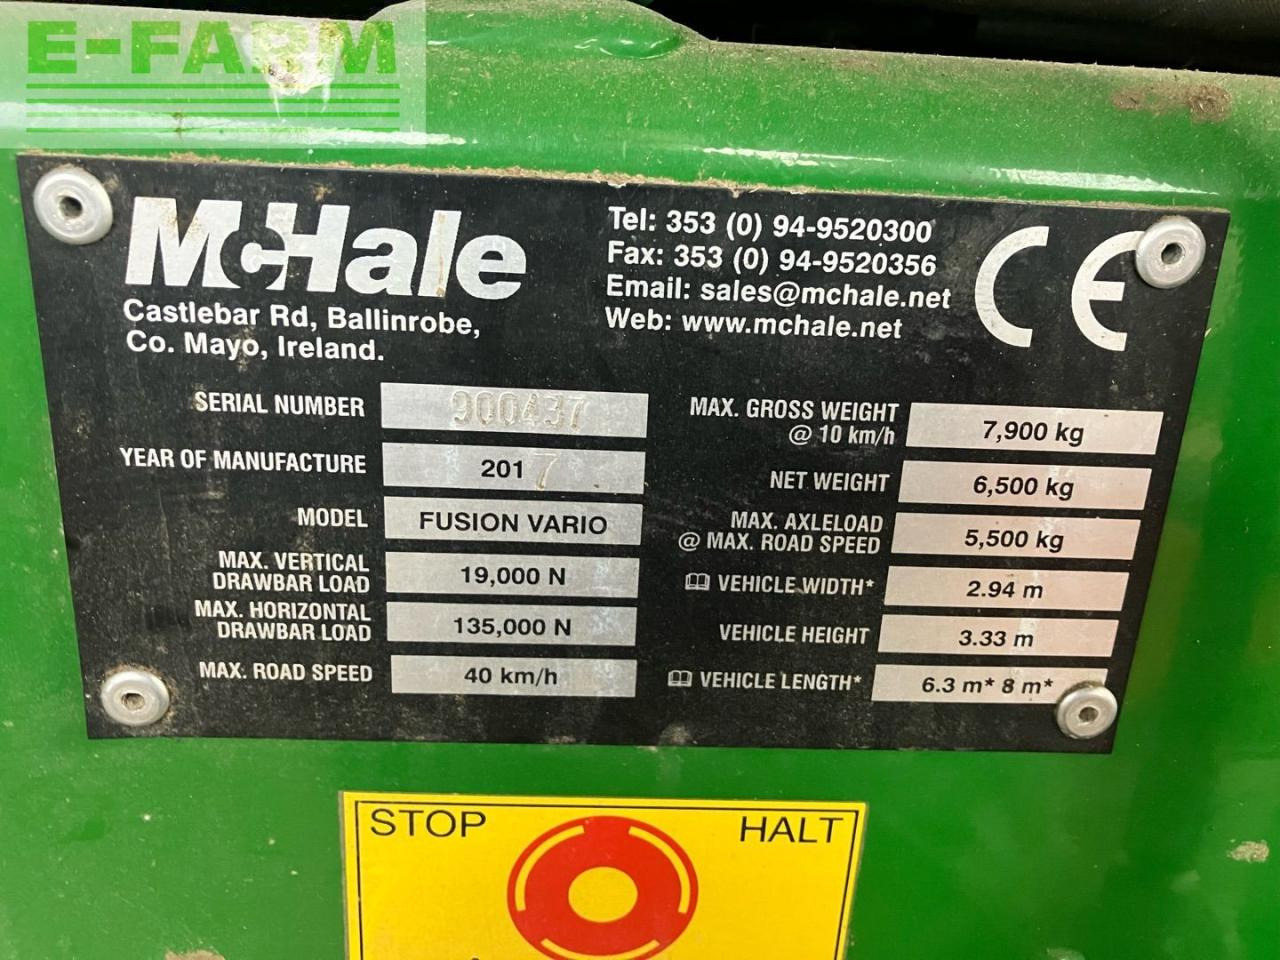 E-FARM
McHale
Castlebar Rd, Ballinrobe,
Co. Mayo, Ireland.
Tel: 353 (0) 94-9520300
Fax: 353 (0) 94-9520356
Email: sales@mchale.net
Web: www.mchale.net
CE
SERIAL NUMBER 900437
YEAR OF MANUFACTURE 2017
MODEL FUSION VARIO
MAX. VERTICAL
DRAWBAR LOAD 19,000 N
MAX. HORIZONTAL
DRAWBAR LOAD 135,000 N
MAX. ROAD SPEED 40 km/h
MAX. GROSS WEIGHT
@ 10 km/h 7,900 kg
NET WEIGHT 6,500 kg
MAX. AXLELOAD
@ MAX. ROAD SPEED 5,500 kg
VEHICLE WIDTH* 2.94 m
VEHICLE HEIGHT 3.33 m
VEHICLE LENGTH* 6.3 m* 8 m*
STOP HALT